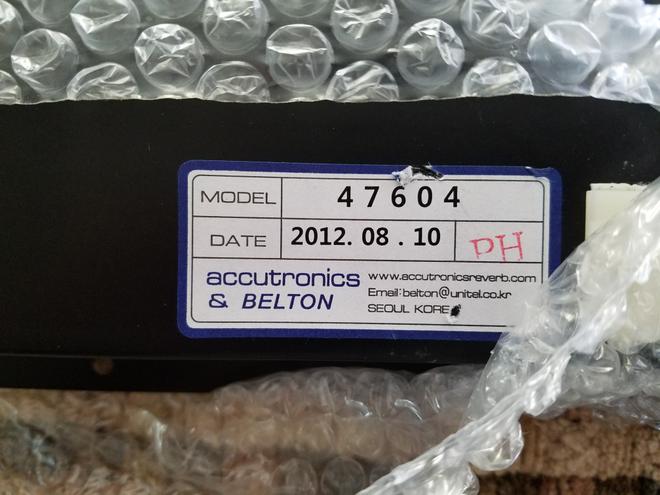 MODEL 47604
DATE 2012. 08 . 10 PH
accutronics
& BELTON
www.accutronicsreverb.com
Email:belton@unitel.co.kr
SEOUL KORE